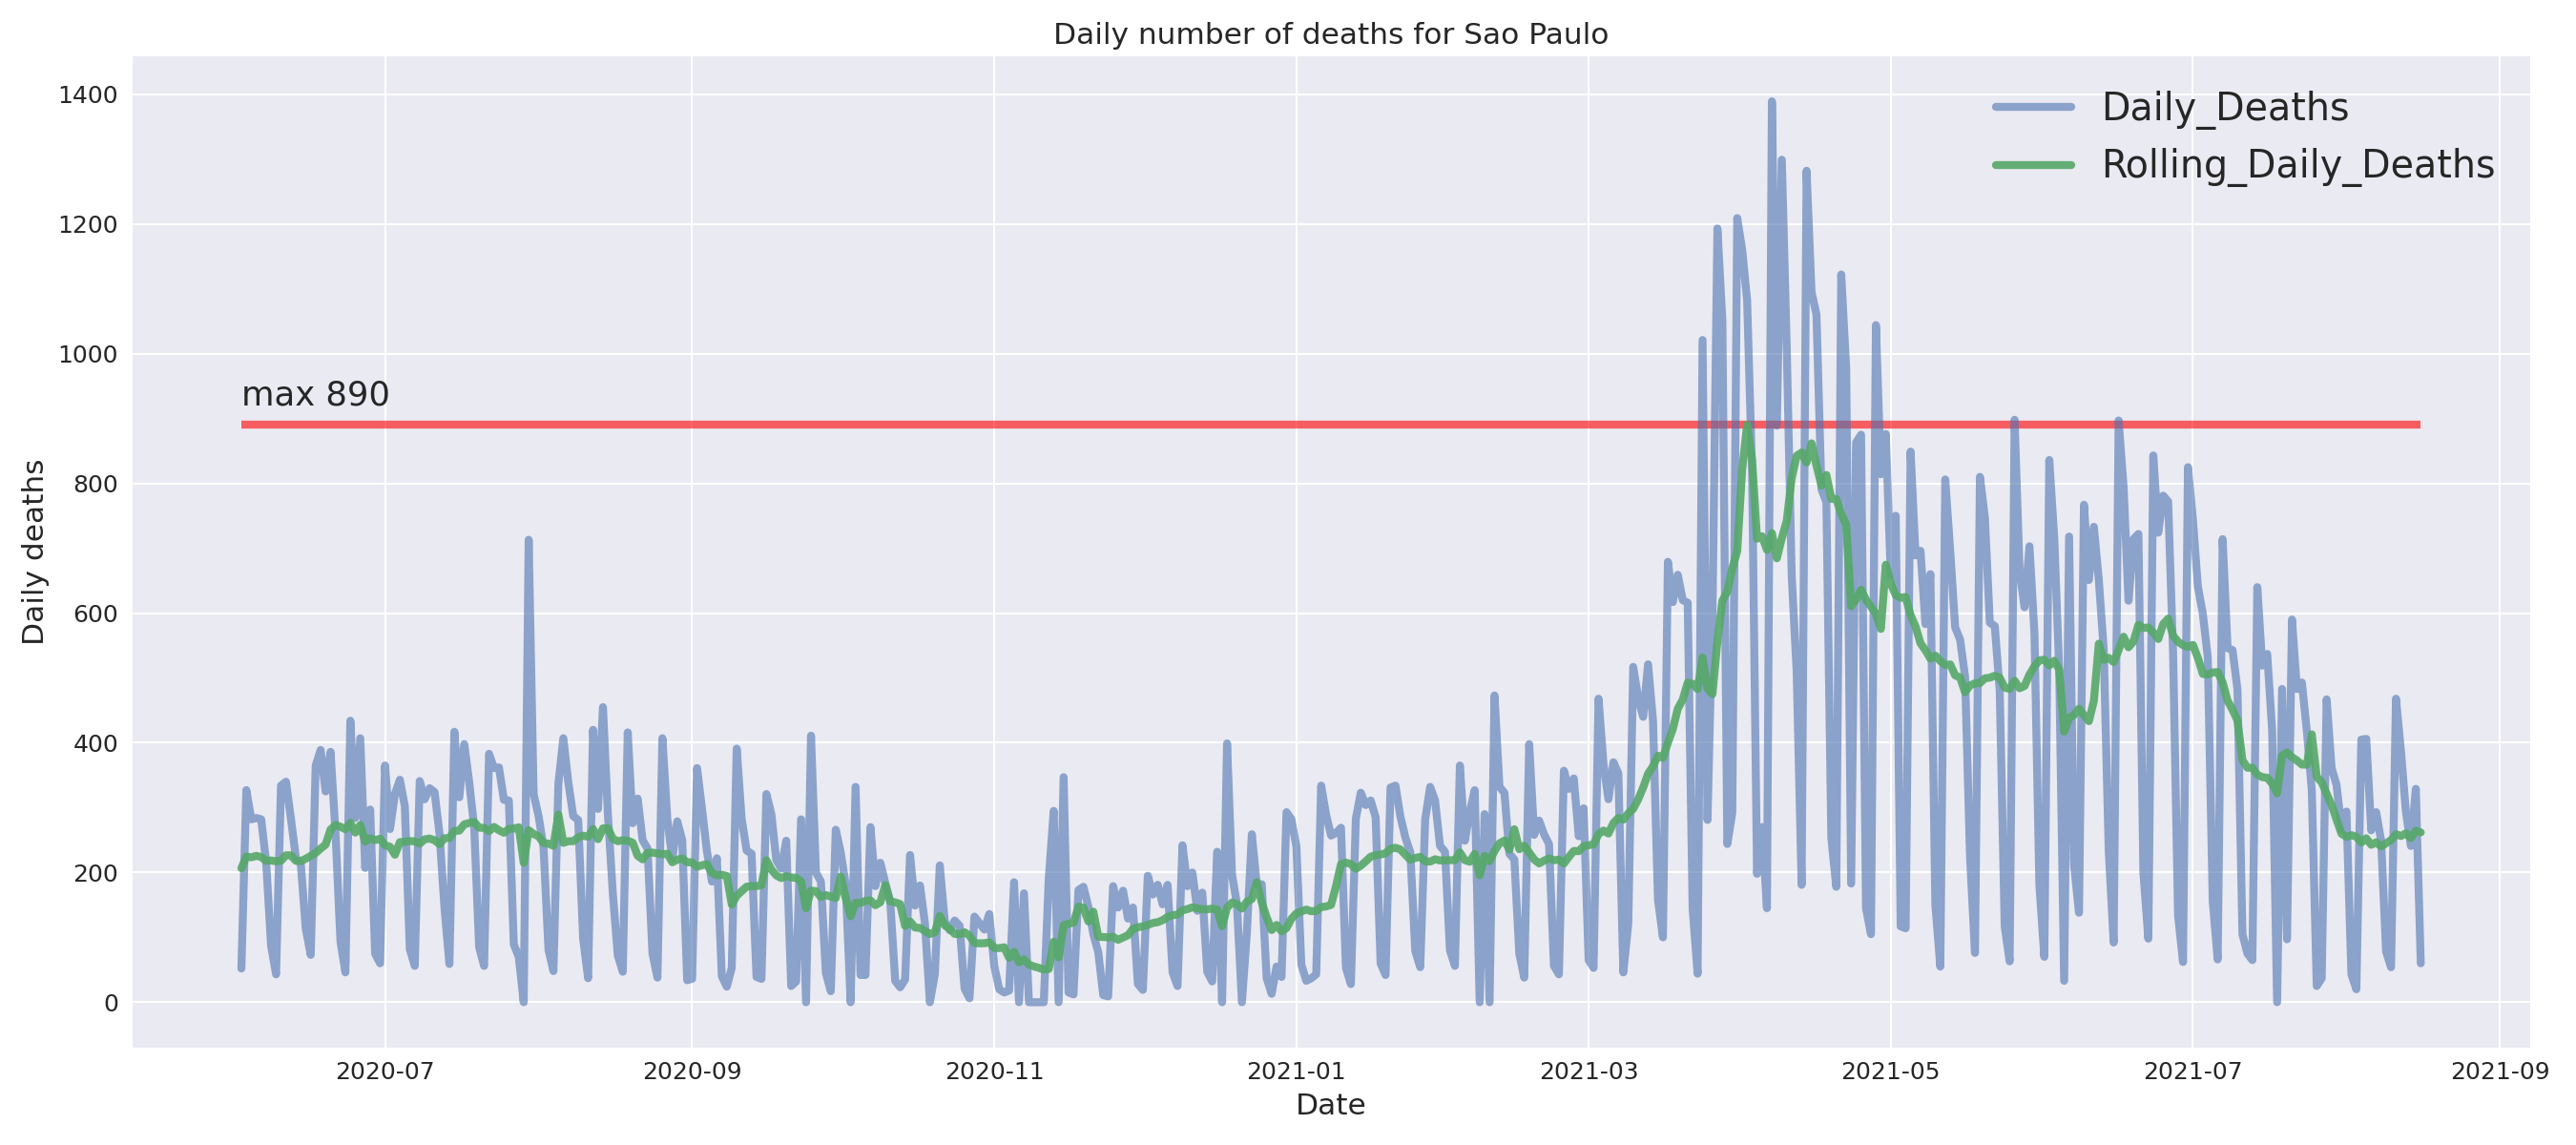 Daily number of deaths for Sao Paulo
1400
1200
1000
800
600
400
200
0
Daily deaths
max 890
Daily_Deaths
Rolling_Daily_Deaths
2020-07
2020-09
2020-11
2021-01
2021-03
2021-05
2021-07
2021-09
Date